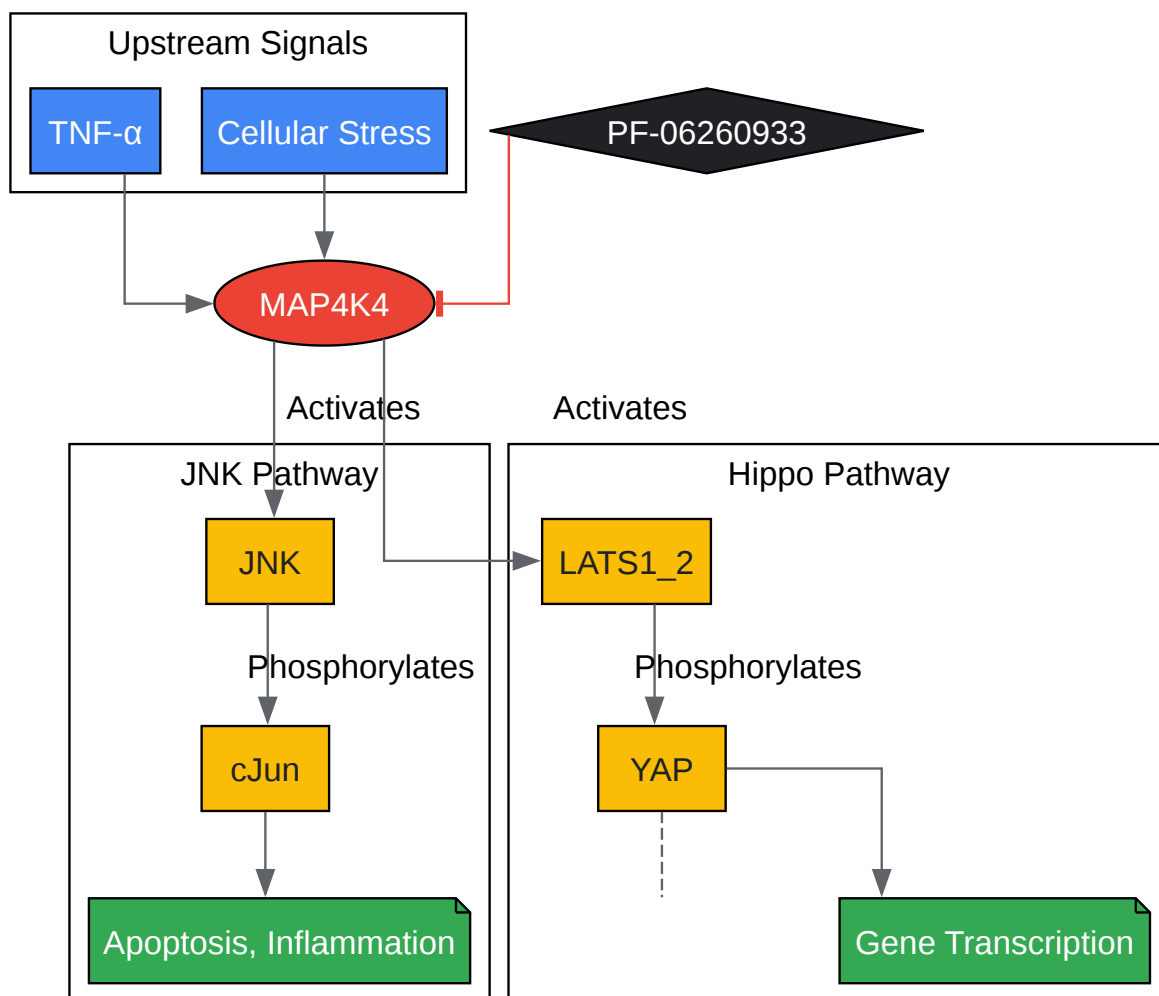 Upstream Signals
TNF-α
Cellular Stress
PF-06260933
MAP4K4
Activates
Activates
JNK Pathway
Hippo Pathway
JNK
LATS1_2
Phosphorylates
Phosphorylates
cJun
YAP
Apoptosis, Inflammation
Gene Transcription